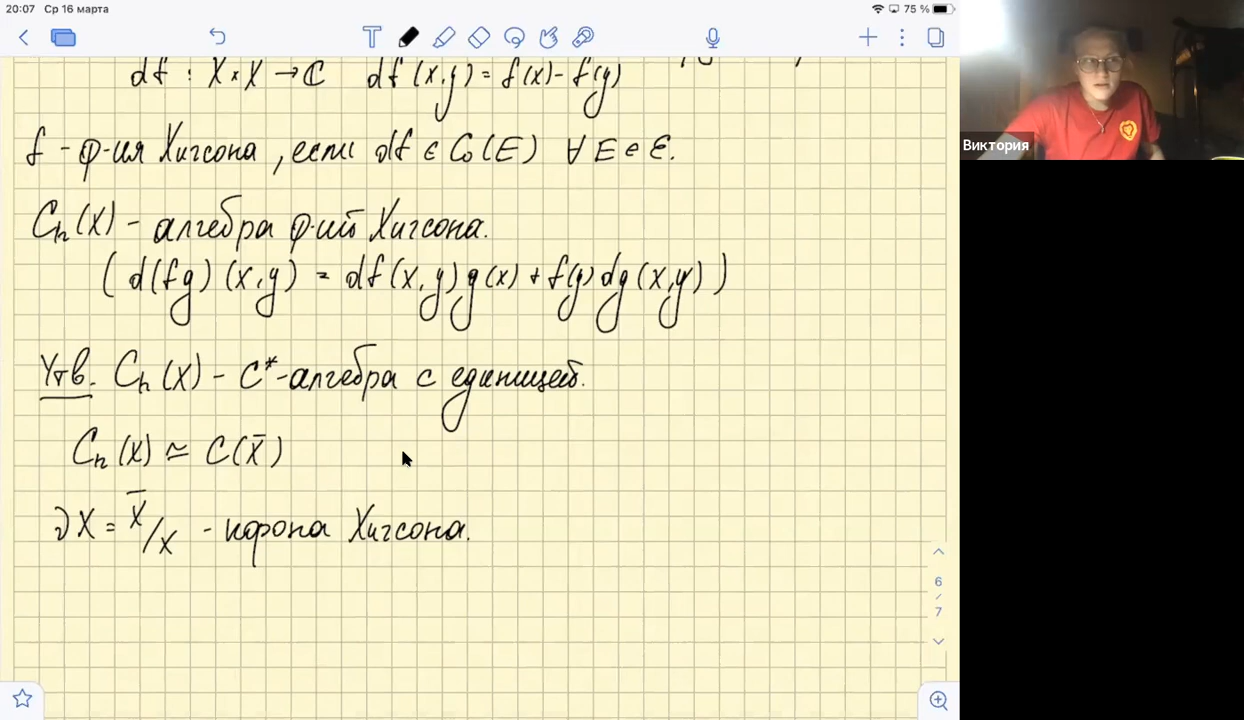 20:07 Ср 16 марта 75 %
df : X × X → ℂ df(x,y) = f(x) - f(y)
f - ф-ия Хигсона, если df ∈ C₀(E) ∀ E ∈ ℰ.
Cₕ(X) - алгебра ф-ий Хигсона.
( d(fg)(x,y) = df(x,y)g(x) + f(y)dg(x,y) )
Утв. Cₕ(X) - C*-алгебра с единицей.
Cₕ(X) ≅ C(X̄)
∂X = X̄/X - корона Хигсона.
6
/
7
Виктория